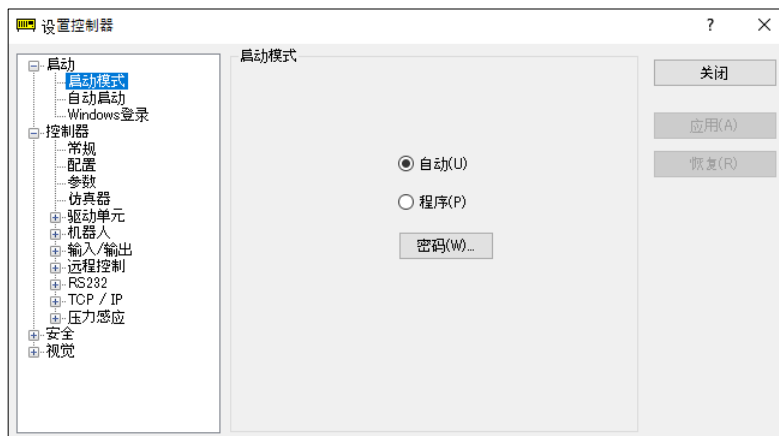 设置控制器
启动
启动模式
自动启动
Windows登录
控制器
常规
配置
参数
仿真器
驱动单元
机器人
输入/输出
远程控制
RS232
TCP / IP
压力感应
安全
视觉
启动模式
自动(U)
程序(P)
密码(W)...
关闭
应用(A)
恢复(R)